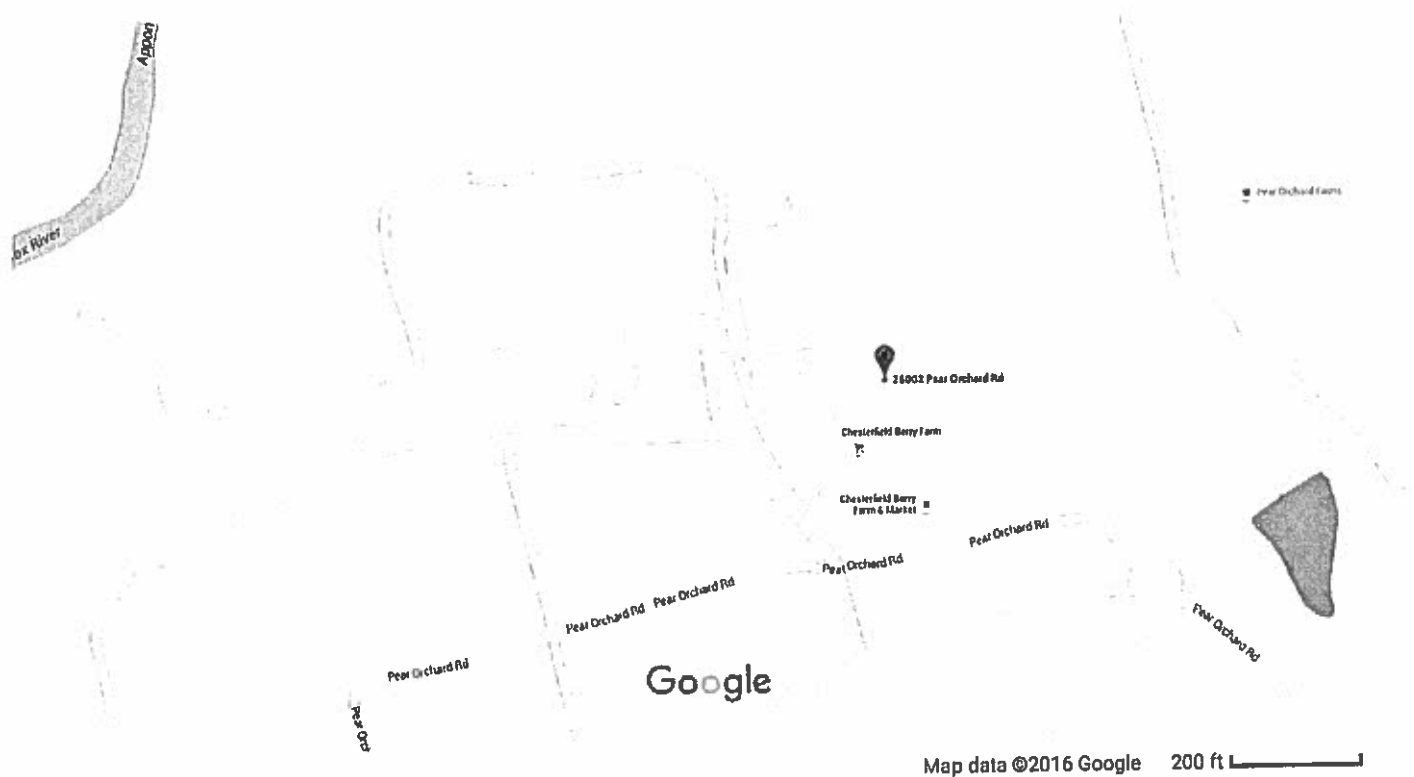 Appon
ox River
Pear Orchard Farms
26002 Pear Orchard Rd
Chesterfield Berry Farm
Chesterfield Berry
Farm & Market
Pear Orchard Rd
Pear Orchard Rd
Pear Orchard Rd
Pear Orchard Rd
Pear Orchard Rd
Pear Orchard Rd
Pear Orch
Google
Map data ©2016 Google 200 ft